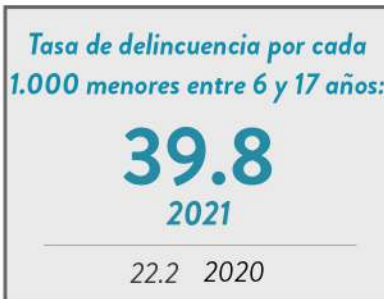 Tasa de delincuencia por cada
1.000 menores entre 6 y 17 años:
39.8
2021
22.2 2020